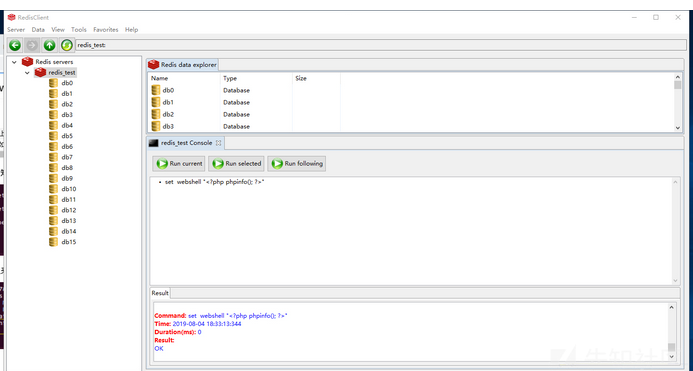 RedisClient
Server Data View Tools Favorites Help
redis_test:
Redis servers
redis_test
db0
db1
db2
db3
db4
db5
db6
db7
db8
db9
db10
db11
db12
db13
db14
db15
Redis data explorer
Name Type Size
db0 Database
db1 Database
db2 Database
db3 Database
redis_test Console
Run current Run selected Run following
set webshell "<?php phpinfo(); ?>"
Result
Command: set webshell "<?php phpinfo(); ?>"
Time: 2019-08-04 18:33:13:344
Duration(ms): 0
Result:
OK